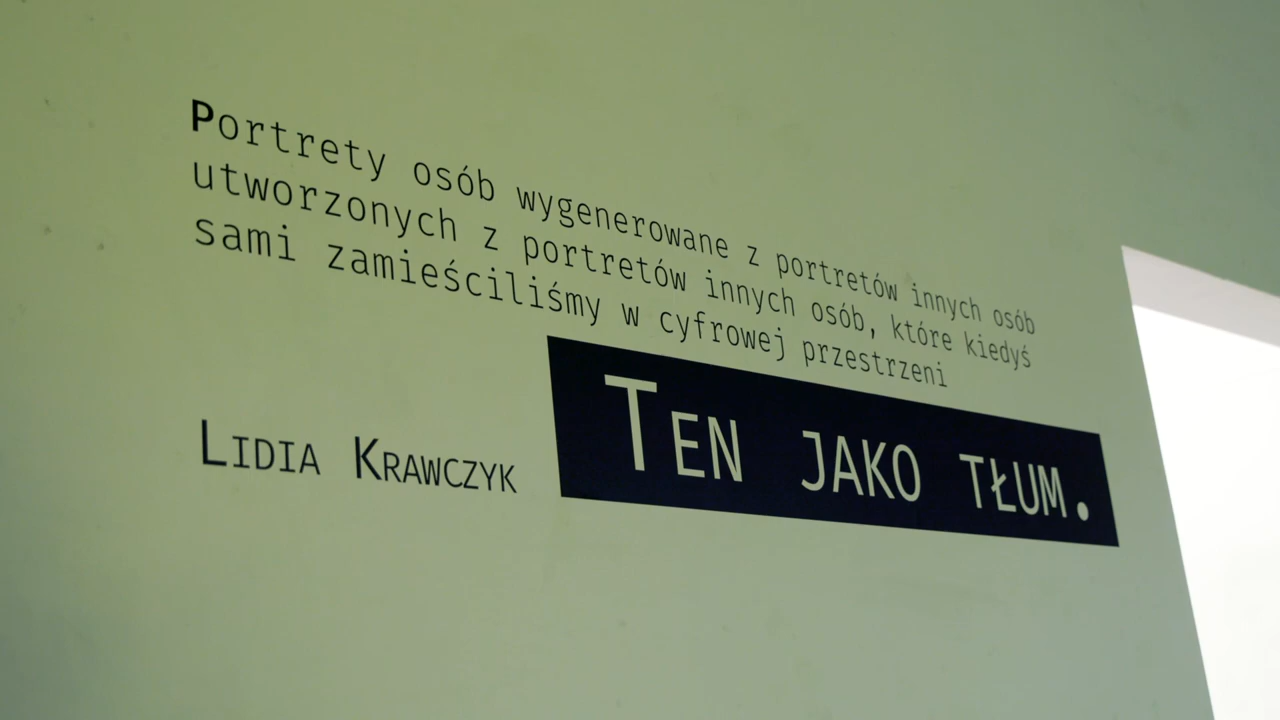 Portrety osób wygenerowane z portretów innych osób
utworzonych z portretów innych osób, które kiedyś
sami zamieściliśmy w cyfrowej przestrzeni
LIDIA KRAWCZYK
TEN JAKO TŁUM.